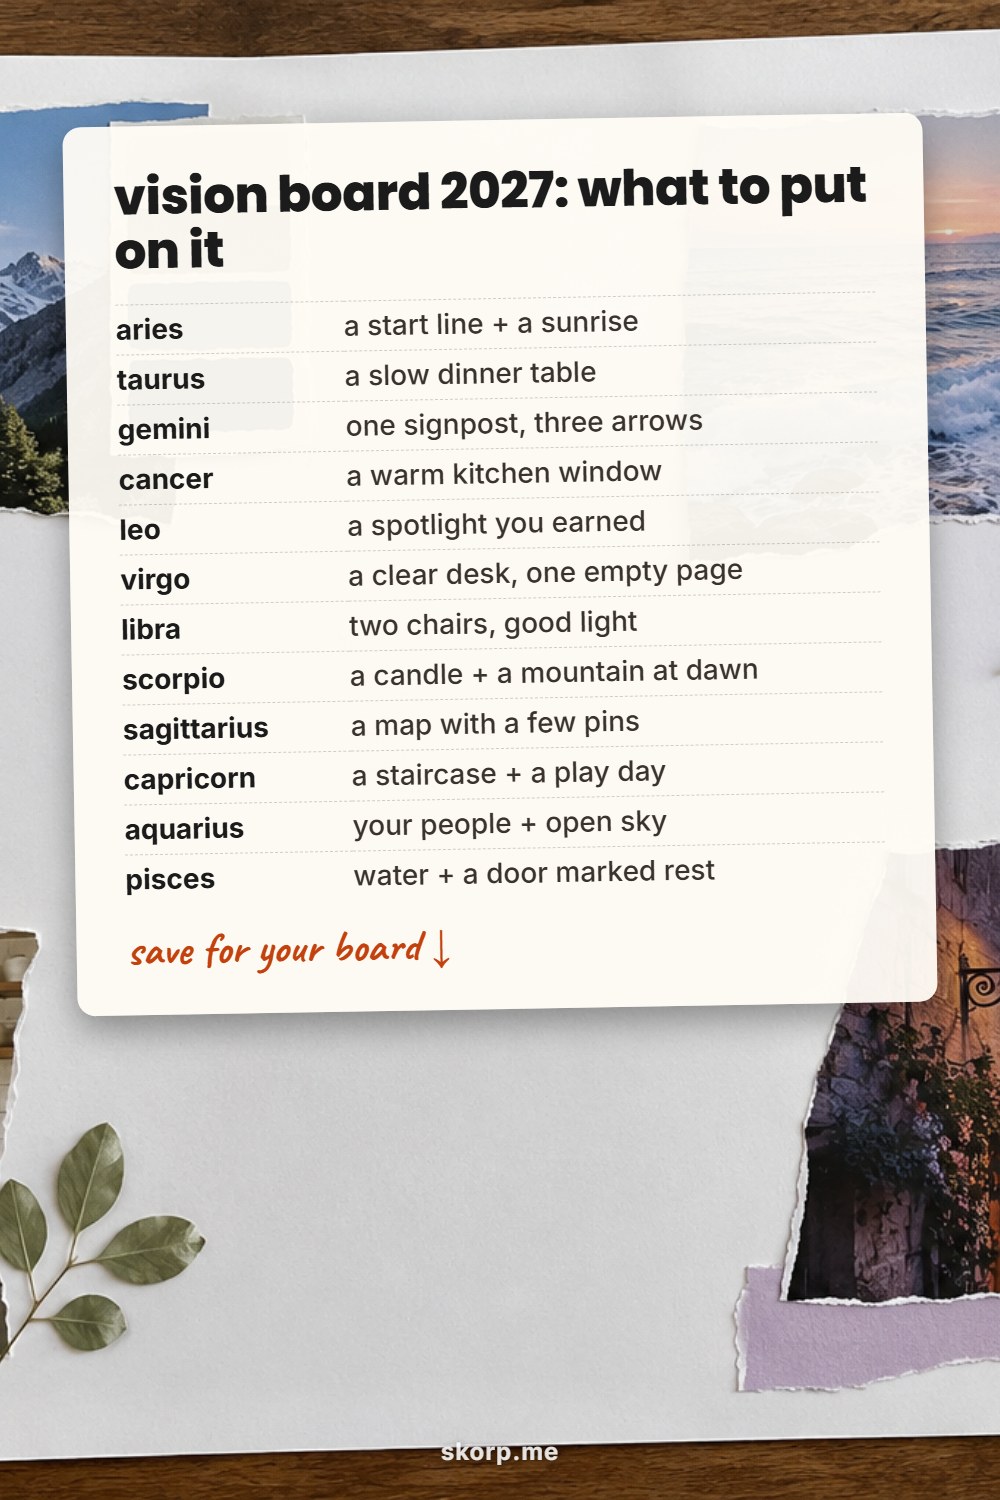 vision board 2027: what to put
on it
aries a start line + a sunrise
taurus a slow dinner table
gemini one signpost, three arrows
cancer a warm kitchen window
leo a spotlight you earned
virgo a clear desk, one empty page
libra two chairs, good light
scorpio a candle + a mountain at dawn
sagittarius a map with a few pins
capricorn a staircase + a play day
aquarius your people + open sky
pisces water + a door marked rest
save for your board ↓
skorp.me